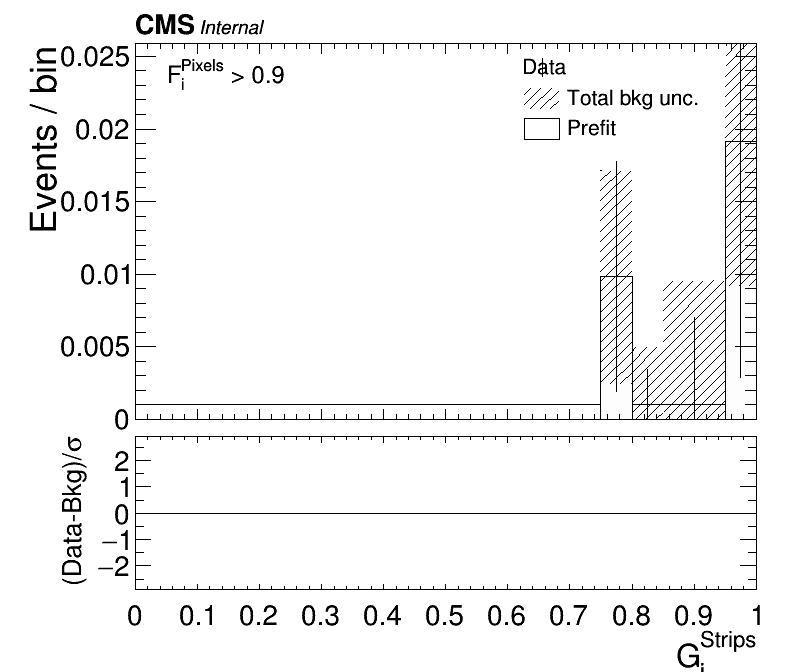 CMS Internal
Events / bin
0.025
0.02
0.015
0.01
0.005
0
F_i^Pixels > 0.9
Data
Total bkg unc.
Prefit
(Data-Bkg)/σ
2
1
0
−1
−2
0 0.1 0.2 0.3 0.4 0.5 0.6 0.7 0.8 0.9 1
G_i^Strips